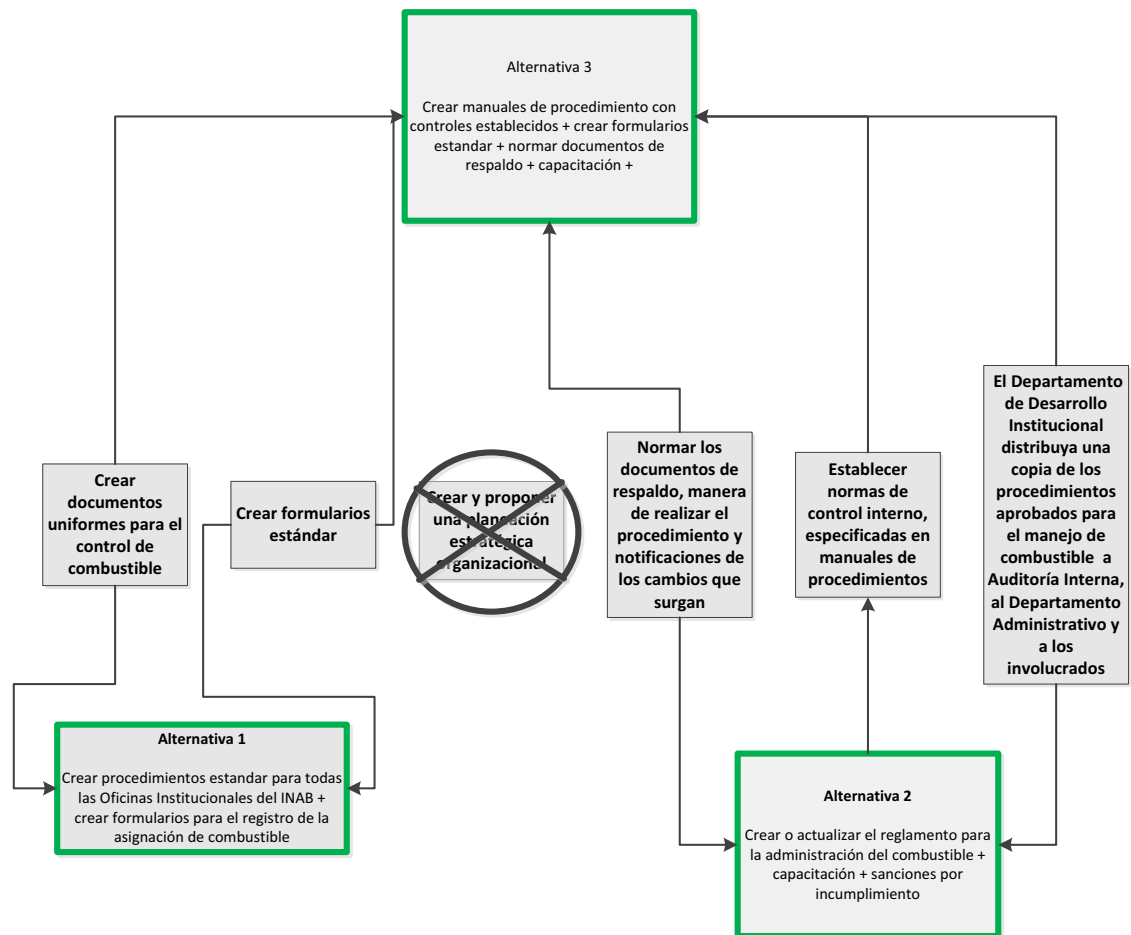 Alternativa 3
Crear manuales de procedimiento con
controles establecidos + crear formularios
estandar + normar documentos de
respaldo + capacitación +
Crear
documentos
uniformes para el
control de
combustible
Crear formularios
estándar
Crear y proponer
una planeación
estratégica
organizacional
Normar los
documentos de
respaldo, manera
de realizar el
procedimiento y
notificaciones de
los cambios que
surgan
Establecer
normas de
control interno,
especificadas en
manuales de
procedimientos
El Departamento
de Desarrollo
Institucional
distribuya una
copia de los
procedimientos
aprobados para
el manejo de
combustible a
Auditoría Interna,
al Departamento
Administrativo y
a los
involucrados
Alternativa 1
Crear procedimientos estandar para todas
las Oficinas Institucionales del INAB +
crear formularios para el registro de la
asignación de combustible
Alternativa 2
Crear o actualizar el reglamento para
la administración del combustible +
capacitación + sanciones por
incumplimiento